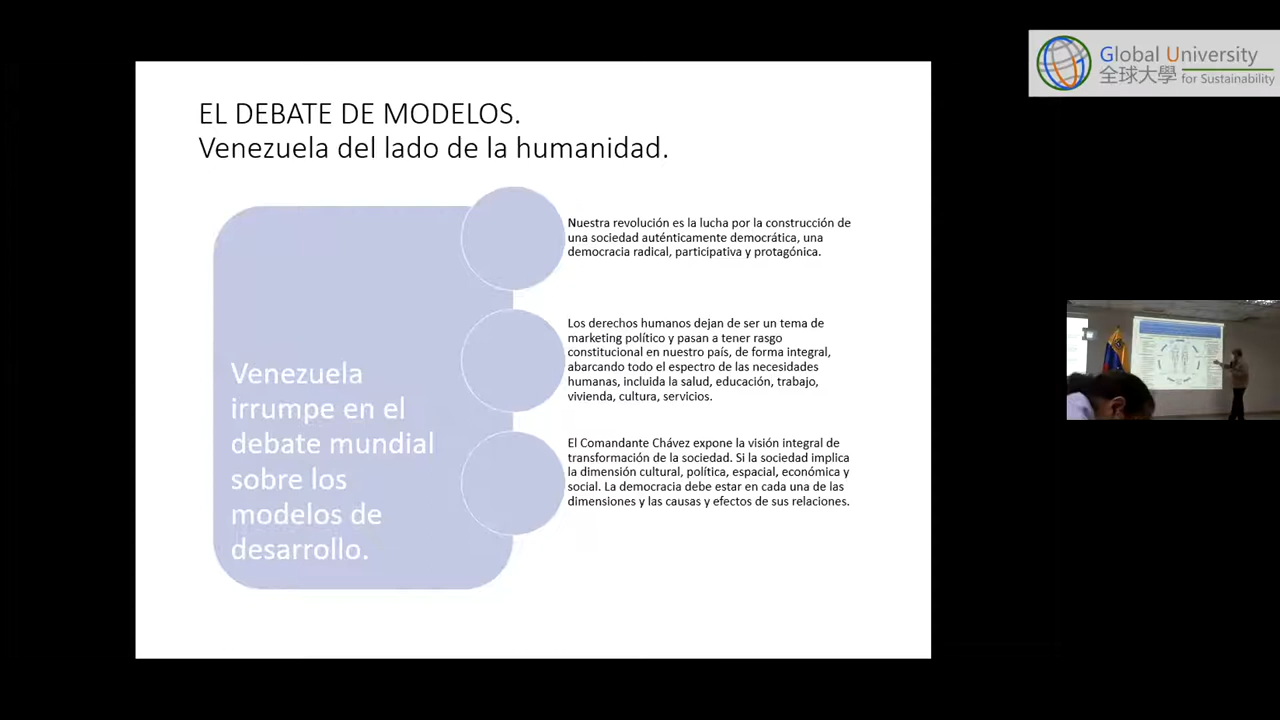 Global University
全球大學 for Sustainability
EL DEBATE DE MODELOS.
Venezuela del lado de la humanidad.
Venezuela
irrumpe en el
debate mundial
sobre los
modelos de
desarrollo.
Nuestra revolución es la lucha por la construcción de
una sociedad auténticamente democrática, una
democracia radical, participativa y protagónica.
Los derechos humanos dejan de ser un tema de
marketing político y pasan a tener rasgo
constitucional en nuestro país, de forma integral,
abarcando todo el espectro de las necesidades
humanas, incluida la salud, educación, trabajo,
vivienda, cultura, servicios.
El Comandante Chávez expone la visión integral de
transformación de la sociedad. Si la sociedad implica
la dimensión cultural, política, espacial, económica y
social. La democracia debe estar en cada una de las
dimensiones y las causas y efectos de sus relaciones.